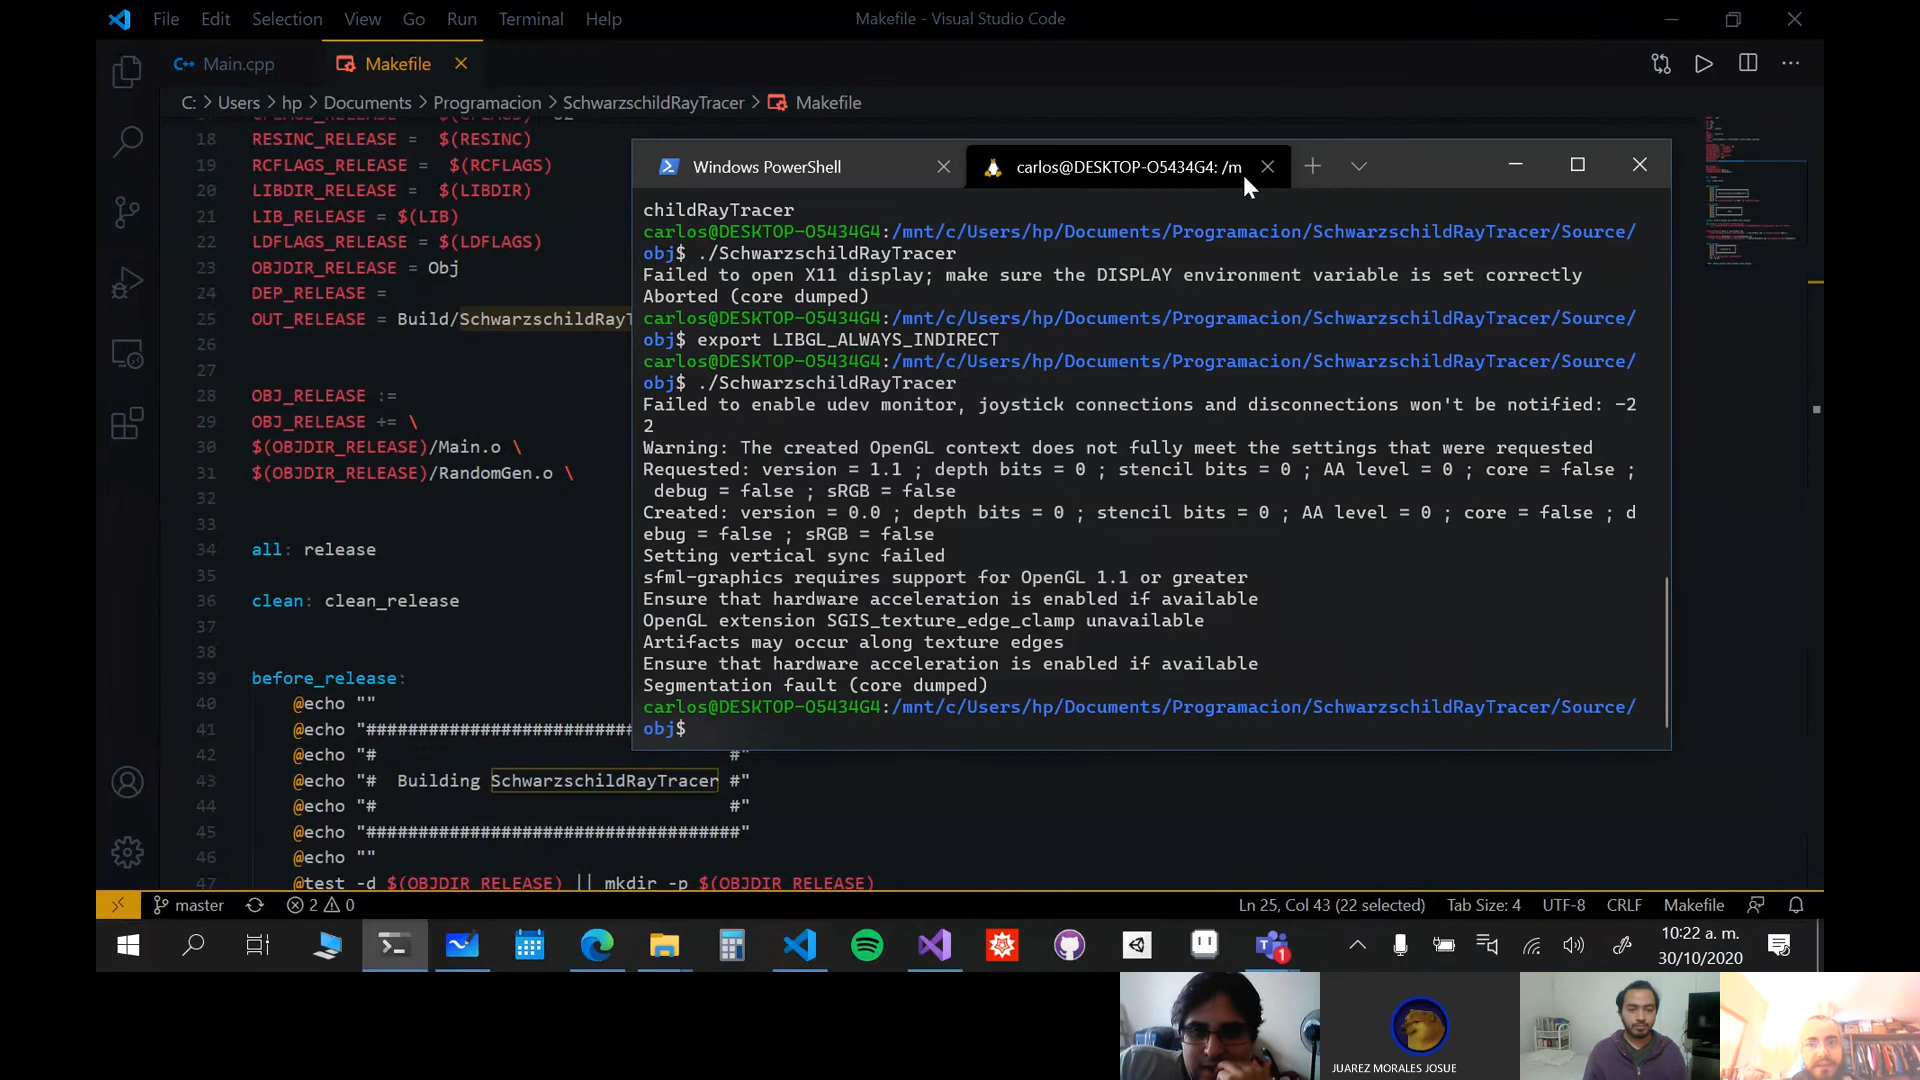 File Edit Selection View Go Run Terminal Help
Makefile - Visual Studio Code
Main.cpp
Makefile
C: > Users > hp > Documents > Programacion > SchwarzschildRayTracer > Makefile
18 RESINC_RELEASE = $(RESINC)
19 RCFLAGS_RELEASE = $(RCFLAGS)
20 LIBDIR_RELEASE = $(LIBDIR)
21 LIB_RELEASE = $(LIB)
22 LDFLAGS_RELEASE = $(LDFLAGS)
23 OBJDIR_RELEASE = Obj
24 DEP_RELEASE =
25 OUT_RELEASE = Build/SchwarzschildRayT
26
27
28 OBJ_RELEASE :=
29 OBJ_RELEASE += \
30 $(OBJDIR_RELEASE)/Main.o \
31 $(OBJDIR_RELEASE)/RandomGen.o \
32
33
34 all: release
35
36 clean: clean_release
37
38
39 before_release:
40 @echo ""
41 @echo "##########################
42 @echo "# #"
43 @echo "# Building SchwarzschildRayTracer #"
44 @echo "# #"
45 @echo "####################################"
46 @echo ""
47 @test -d $(OBJDIR_RELEASE) || mkdir -p $(OBJDIR_RELEASE)
Windows PowerShell
carlos@DESKTOP-O5434G4: /m
childRayTracer
carlos@DESKTOP-O5434G4:/mnt/c/Users/hp/Documents/Programacion/SchwarzschildRayTracer/Source/
obj$ ./SchwarzschildRayTracer
Failed to open X11 display; make sure the DISPLAY environment variable is set correctly
Aborted (core dumped)
carlos@DESKTOP-O5434G4:/mnt/c/Users/hp/Documents/Programacion/SchwarzschildRayTracer/Source/
obj$ export LIBGL_ALWAYS_INDIRECT
carlos@DESKTOP-O5434G4:/mnt/c/Users/hp/Documents/Programacion/SchwarzschildRayTracer/Source/
obj$ ./SchwarzschildRayTracer
Failed to enable udev monitor, joystick connections and disconnections won't be notified: -2
2
Warning: The created OpenGL context does not fully meet the settings that were requested
Requested: version = 1.1 ; depth bits = 0 ; stencil bits = 0 ; AA level = 0 ; core = false ;
debug = false ; sRGB = false
Created: version = 0.0 ; depth bits = 0 ; stencil bits = 0 ; AA level = 0 ; core = false ; d
ebug = false ; sRGB = false
Setting vertical sync failed
sfml-graphics requires support for OpenGL 1.1 or greater
Ensure that hardware acceleration is enabled if available
OpenGL extension SGIS_texture_edge_clamp unavailable
Artifacts may occur along texture edges
Ensure that hardware acceleration is enabled if available
Segmentation fault (core dumped)
carlos@DESKTOP-O5434G4:/mnt/c/Users/hp/Documents/Programacion/SchwarzschildRayTracer/Source/
obj$
master 2 0
Ln 25, Col 43 (22 selected) Tab Size: 4 UTF-8 CRLF Makefile
1
10:22 a. m.
30/10/2020
JUAREZ MORALES JOSUE